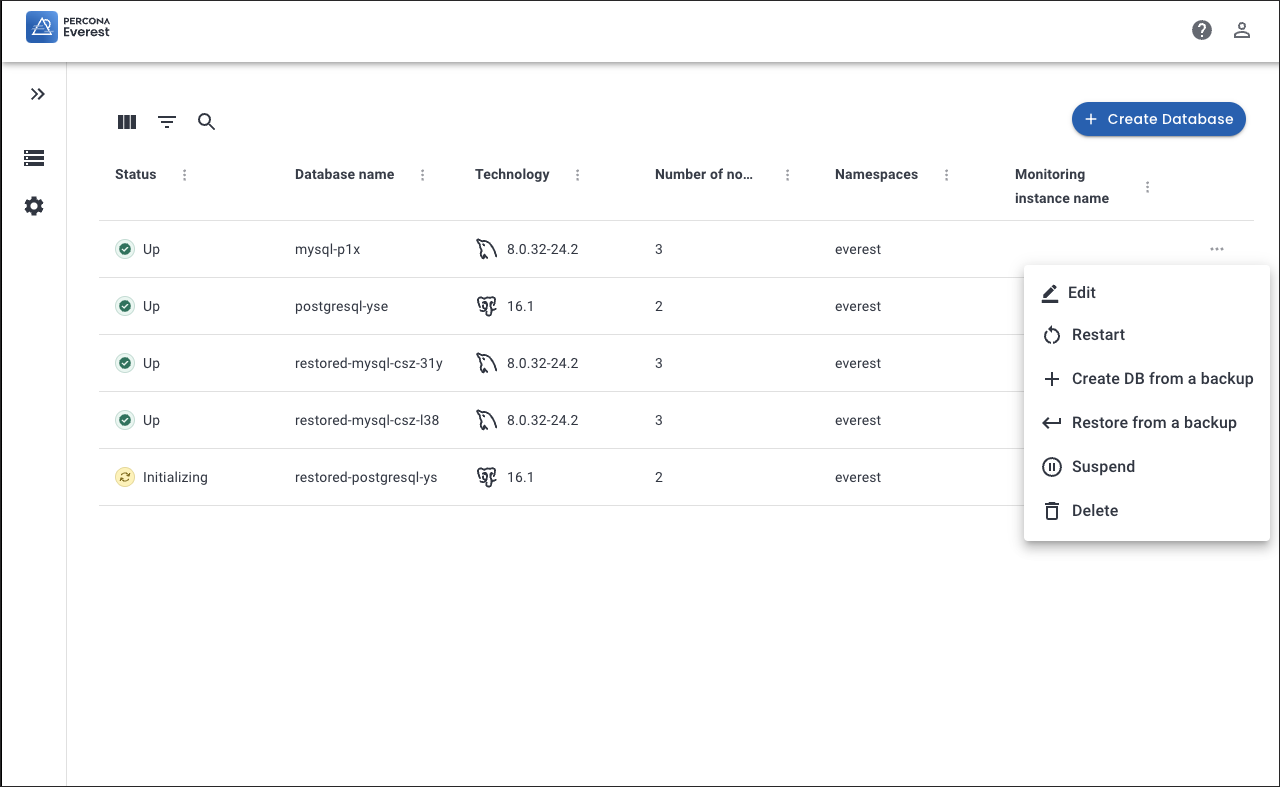 PERCONA
Everest
Create Database
Status
Database name
Technology
Number of no...
Namespaces
Monitoring
instance name
Up
mysql-p1x
8.0.32-24.2
3
everest
Up
postgresql-yse
16.1
2
everest
Up
restored-mysql-csz-31y
8.0.32-24.2
3
everest
Up
restored-mysql-csz-l38
8.0.32-24.2
3
everest
Initializing
restored-postgresql-ys
16.1
2
everest
Edit
Restart
Create DB from a backup
Restore from a backup
Suspend
Delete